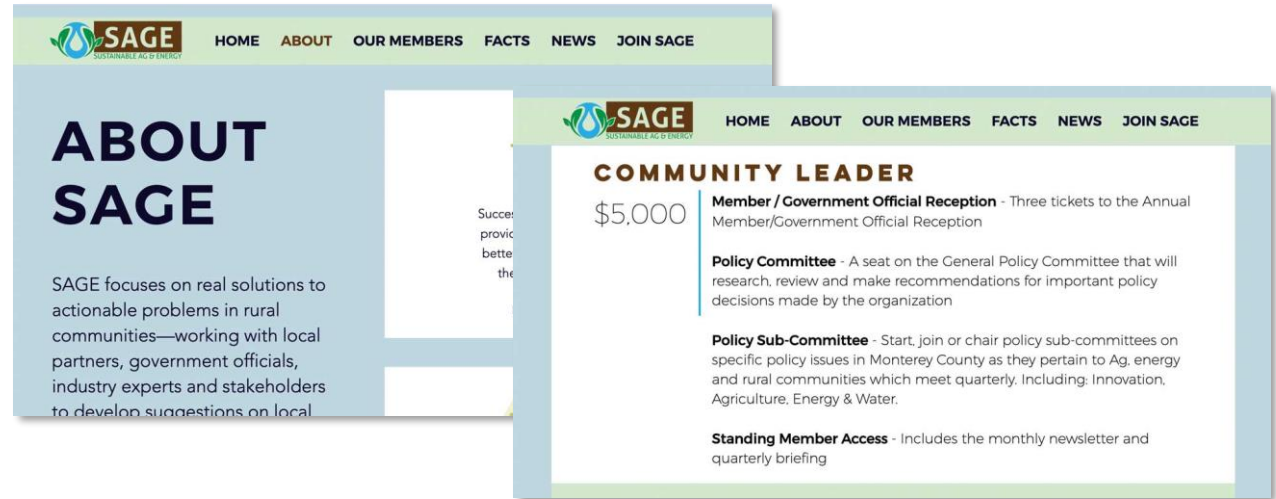 SAGE
SUSTAINABLE AG & ENERGY
HOME ABOUT OUR MEMBERS FACTS NEWS JOIN SAGE
ABOUT
SAGE
SAGE focuses on real solutions to
actionable problems in rural
communities—working with local
partners, government officials,
industry experts and stakeholders
to develop suggestions on local
the
SAGE
SUSTAINABLE AG & ENERGY
HOME ABOUT OUR MEMBERS FACTS NEWS JOIN SAGE
COMMUNITY LEADER
$5,000
Member / Government Official Reception - Three tickets to the Annual
Member/Government Official Reception
Policy Committee - A seat on the General Policy Committee that will
research, review and make recommendations for important policy
decisions made by the organization
Policy Sub-Committee - Start, join or chair policy sub-committees on
specific policy issues in Monterey County as they pertain to Ag, energy
and rural communities which meet quarterly. Including: Innovation,
Agriculture, Energy & Water.
Standing Member Access - Includes the monthly newsletter and
quarterly briefing